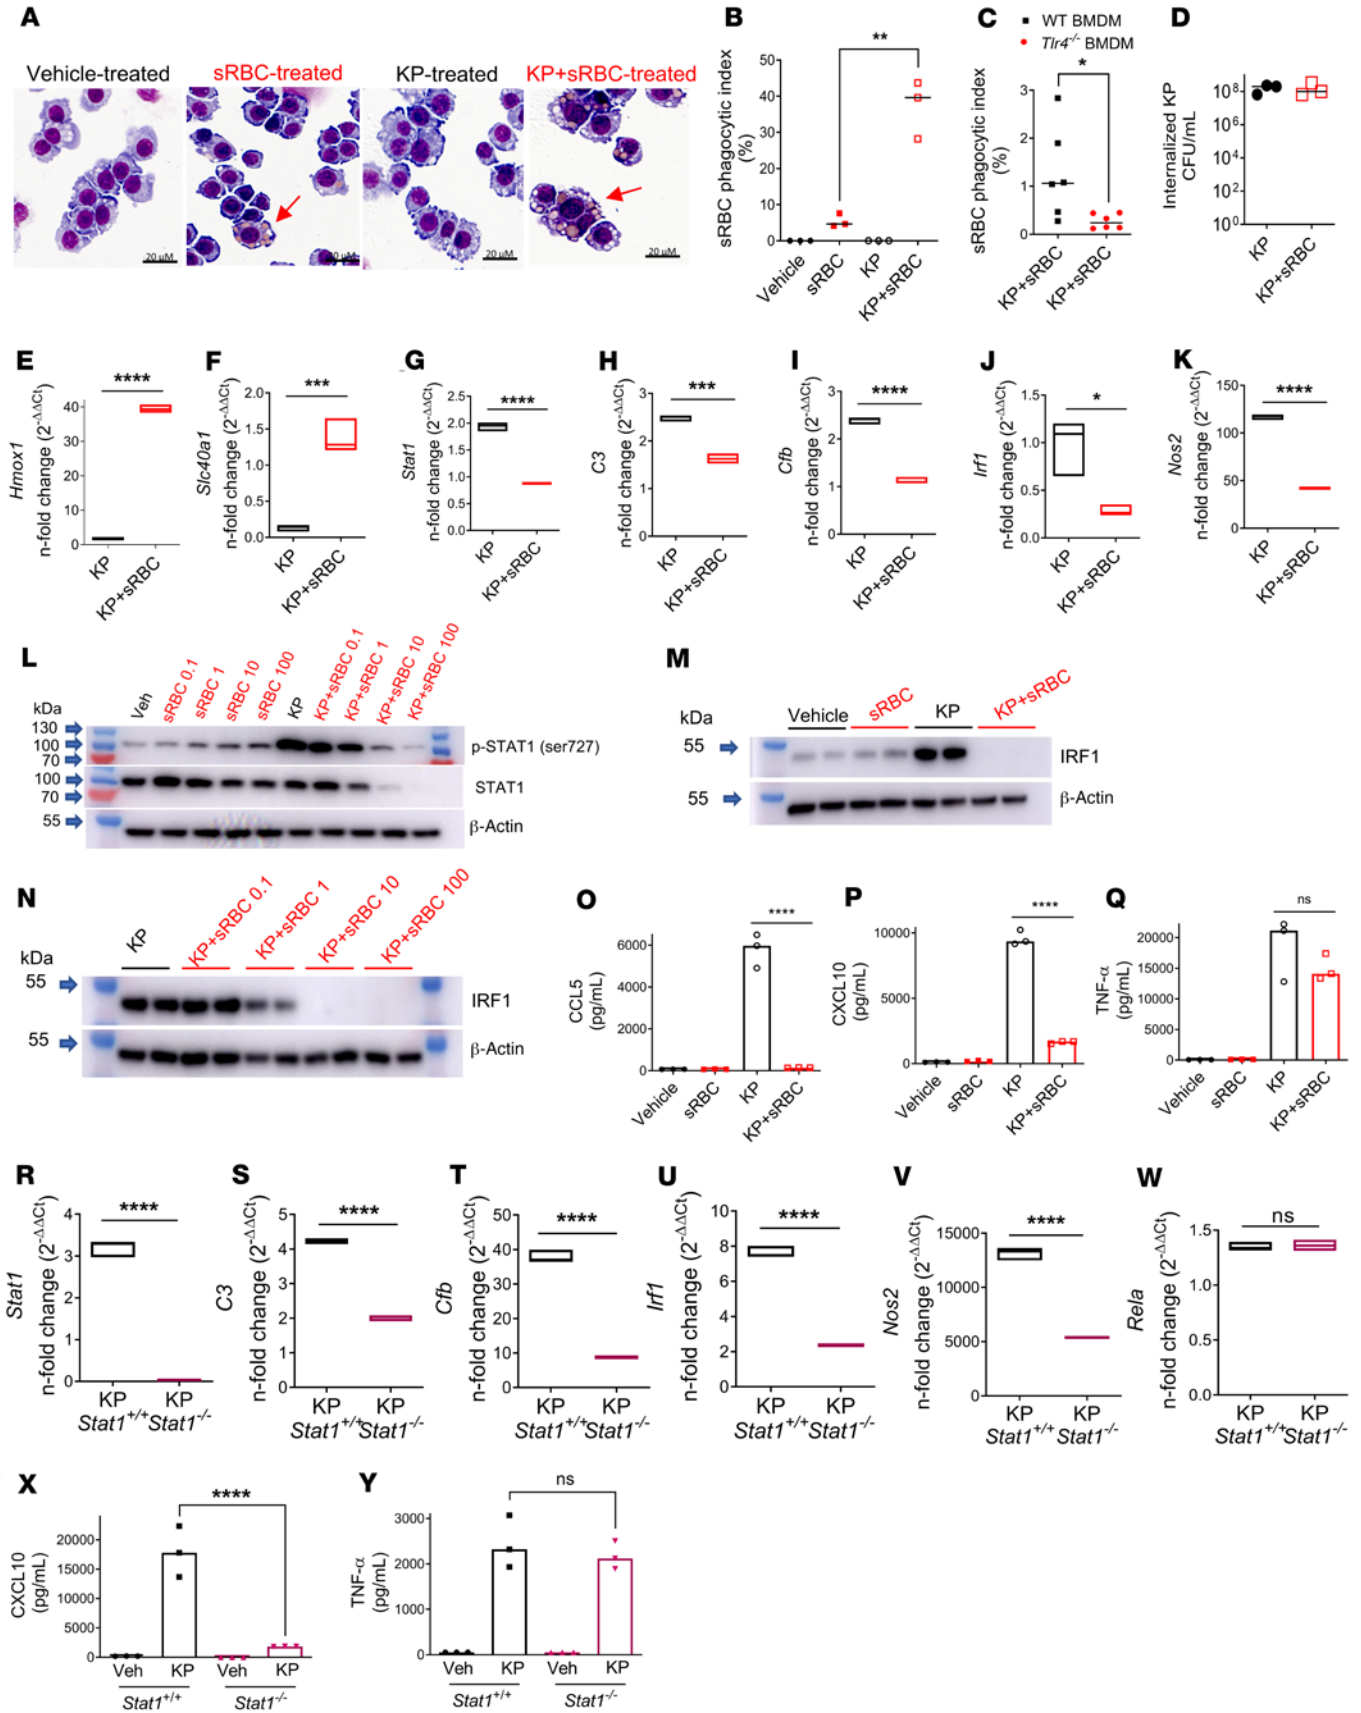 A
Vehicle-treated
sRBC-treated
KP-treated
KP+sRBC-treated
20 µM
20 µM
20 µM
20 µM
B
sRBC phagocytic index
(%)
50
40
30
20
10
0
**
Vehicle
sRBC
KP
KP+sRBC
C
WT BMDM
Tlr4-/- BMDM
sRBC phagocytic index
(%)
3
2
1
0
*
KP+sRBC
KP+sRBC
D
Internalized KP
CFU/mL
10⁸
10⁶
10⁴
10²
10⁰
KP
KP+sRBC
E
Hmox1
n-fold change (2-ΔΔCt)
40
30
20
10
0
****
KP
KP+sRBC
F
Slc40a1
n-fold change (2-ΔΔCt)
2.0
1.5
1.0
0.5
0.0
***
KP
KP+sRBC
G
Stat1
n-fold change (2-ΔΔCt)
2.5
2.0
1.5
1.0
0.5
0.0
****
KP
KP+sRBC
H
C3
n-fold change (2-ΔΔCt)
3
2
1
0
***
KP
KP+sRBC
I
Cfb
n-fold change (2-ΔΔCt)
3
2
1
0
****
KP
KP+sRBC
J
Irf1
n-fold change (2-ΔΔCt)
1.5
1.0
0.5
0.0
*
KP
KP+sRBC
K
Nos2
n-fold change (2-ΔΔCt)
150
100
50
0
****
KP
KP+sRBC
L
kDa
Veh
sRBC 0.1
sRBC 1
sRBC 10
sRBC 100
KP
KP+sRBC 0.1
KP+sRBC 1
KP+sRBC 10
KP+sRBC 100
130
100
70
p-STAT1 (ser727)
100
70
STAT1
55
β-Actin
M
kDa
Vehicle
sRBC
KP
KP+sRBC
55
IRF1
55
β-Actin
N
kDa
KP
KP+sRBC 0.1
KP+sRBC 1
KP+sRBC 10
KP+sRBC 100
55
IRF1
55
β-Actin
O
CCL5
(pg/mL)
6000
4000
2000
0
****
Vehicle
sRBC
KP
KP+sRBC
P
CXCL10
(pg/mL)
10000
5000
0
****
Vehicle
sRBC
KP
KP+sRBC
Q
TNF-α
(pg/mL)
20000
15000
10000
5000
0
ns
Vehicle
sRBC
KP
KP+sRBC
R
Stat1
n-fold change (2-ΔΔCt)
4
3
2
1
0
****
KP KP
Stat1+/+ Stat1-/-
S
C3
n-fold change (2-ΔΔCt)
5
4
3
2
1
0
****
KP KP
Stat1+/+ Stat1-/-
T
Cfb
n-fold change (2-ΔΔCt)
50
40
30
20
10
0
****
KP KP
Stat1+/+ Stat1-/-
U
Irf1
n-fold change (2-ΔΔCt)
10
8
6
4
2
0
****
KP KP
Stat1+/+ Stat1-/-
V
Nos2
n-fold change (2-ΔΔCt)
15000
10000
5000
0
****
KP KP
Stat1+/+ Stat1-/-
W
Rela
n-fold change (2-ΔΔCt)
1.5
1.0
0.5
0.0
ns
KP KP
Stat1+/+ Stat1-/-
X
CXCL10
(pg/mL)
20000
15000
10000
5000
0
****
Veh KP Veh KP
Stat1+/+ Stat1-/-
Y
TNF-α
(pg/mL)
3000
2000
1000
0
ns
Veh KP Veh KP
Stat1+/+ Stat1-/-